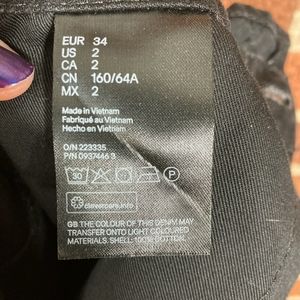 EUR 34
US 2
CA 2
CN 160/64A
MX 2
Made in Vietnam
Fabriqué au Vietnam
Hecho en Vietnam
O/N 223335
P/N 0937446 3
30
P
clevercare.info
GB THE COLOUR OF THIS DENIM MAY
TRANSFER ONTO LIGHT COLOURED
MATERIALS. SHELL: 100% COTTON.